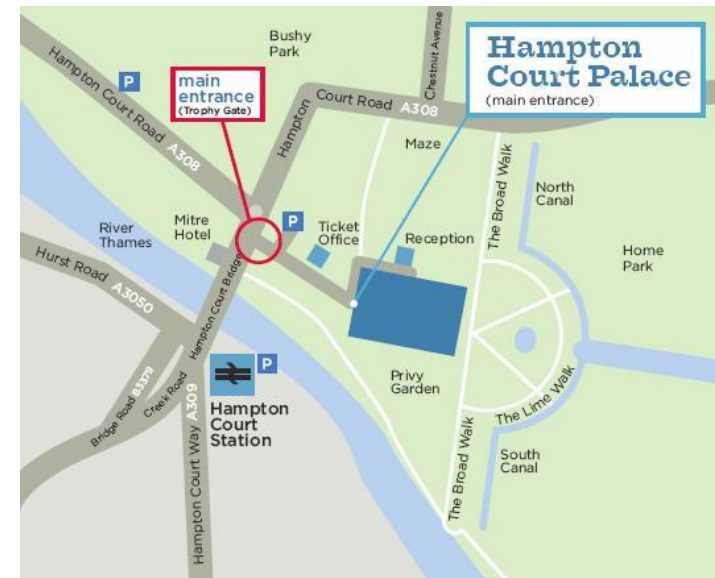 Bushy
Park
Chestnut Avenue
Hampton
Court Palace
(main entrance)
P
main
entrance
(Trophy Gate)
Hampton Court Road A308
Hampton
Court Road A308
Maze
The Broad Walk
North
Canal
Mitre
Hotel
P
Ticket
Office
Reception
River
Thames
Home
Park
Hurst Road A3050
Hampton Court Bridge
Privy
Garden
P
Bridge Road B3379
Creek Road
Hampton
Court
Station
The Lime Walk
The Broad Walk
South
Canal
Hampton Court Way A309